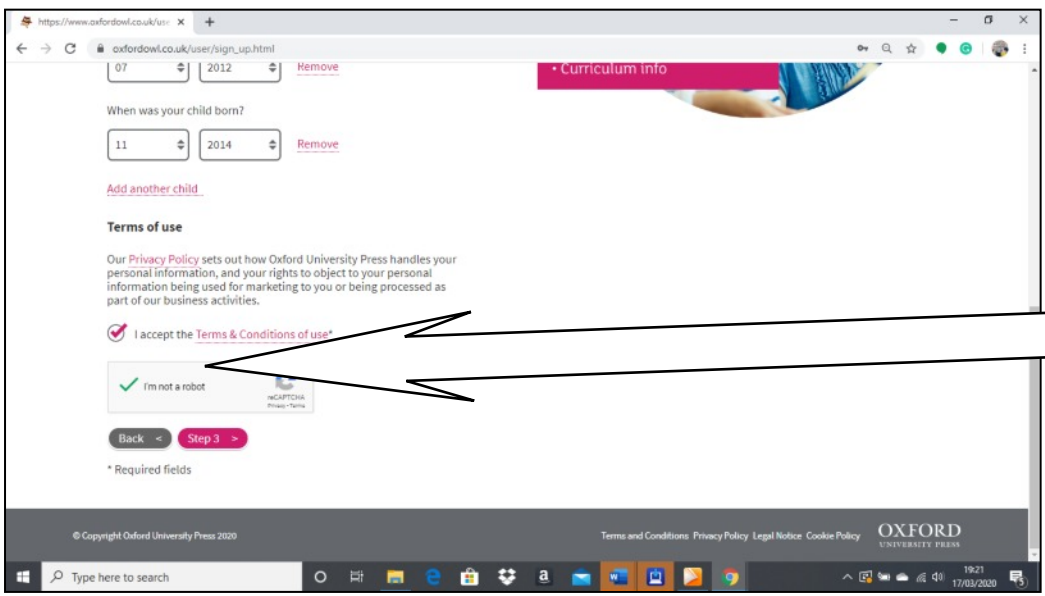 https://www.oxfordowl.co.uk/use
oxfordowl.co.uk/user/sign_up.html
07 2012 Remove
• Curriculum info
When was your child born?
11 2014 Remove
Add another child
Terms of use
Our Privacy Policy sets out how Oxford University Press handles your
personal information, and your rights to object to your personal
information being used for marketing to you or being processed as
part of our business activities.
I accept the Terms & Conditions of use*
I'm not a robot
reCAPTCHA
Privacy - Terms
Back < Step 3 >
* Required fields
© Copyright Oxford University Press 2020
Terms and Conditions Privacy Policy Legal Notice Cookie Policy
OXFORD
UNIVERSITY PRESS
Type here to search
19:21
17/03/2020